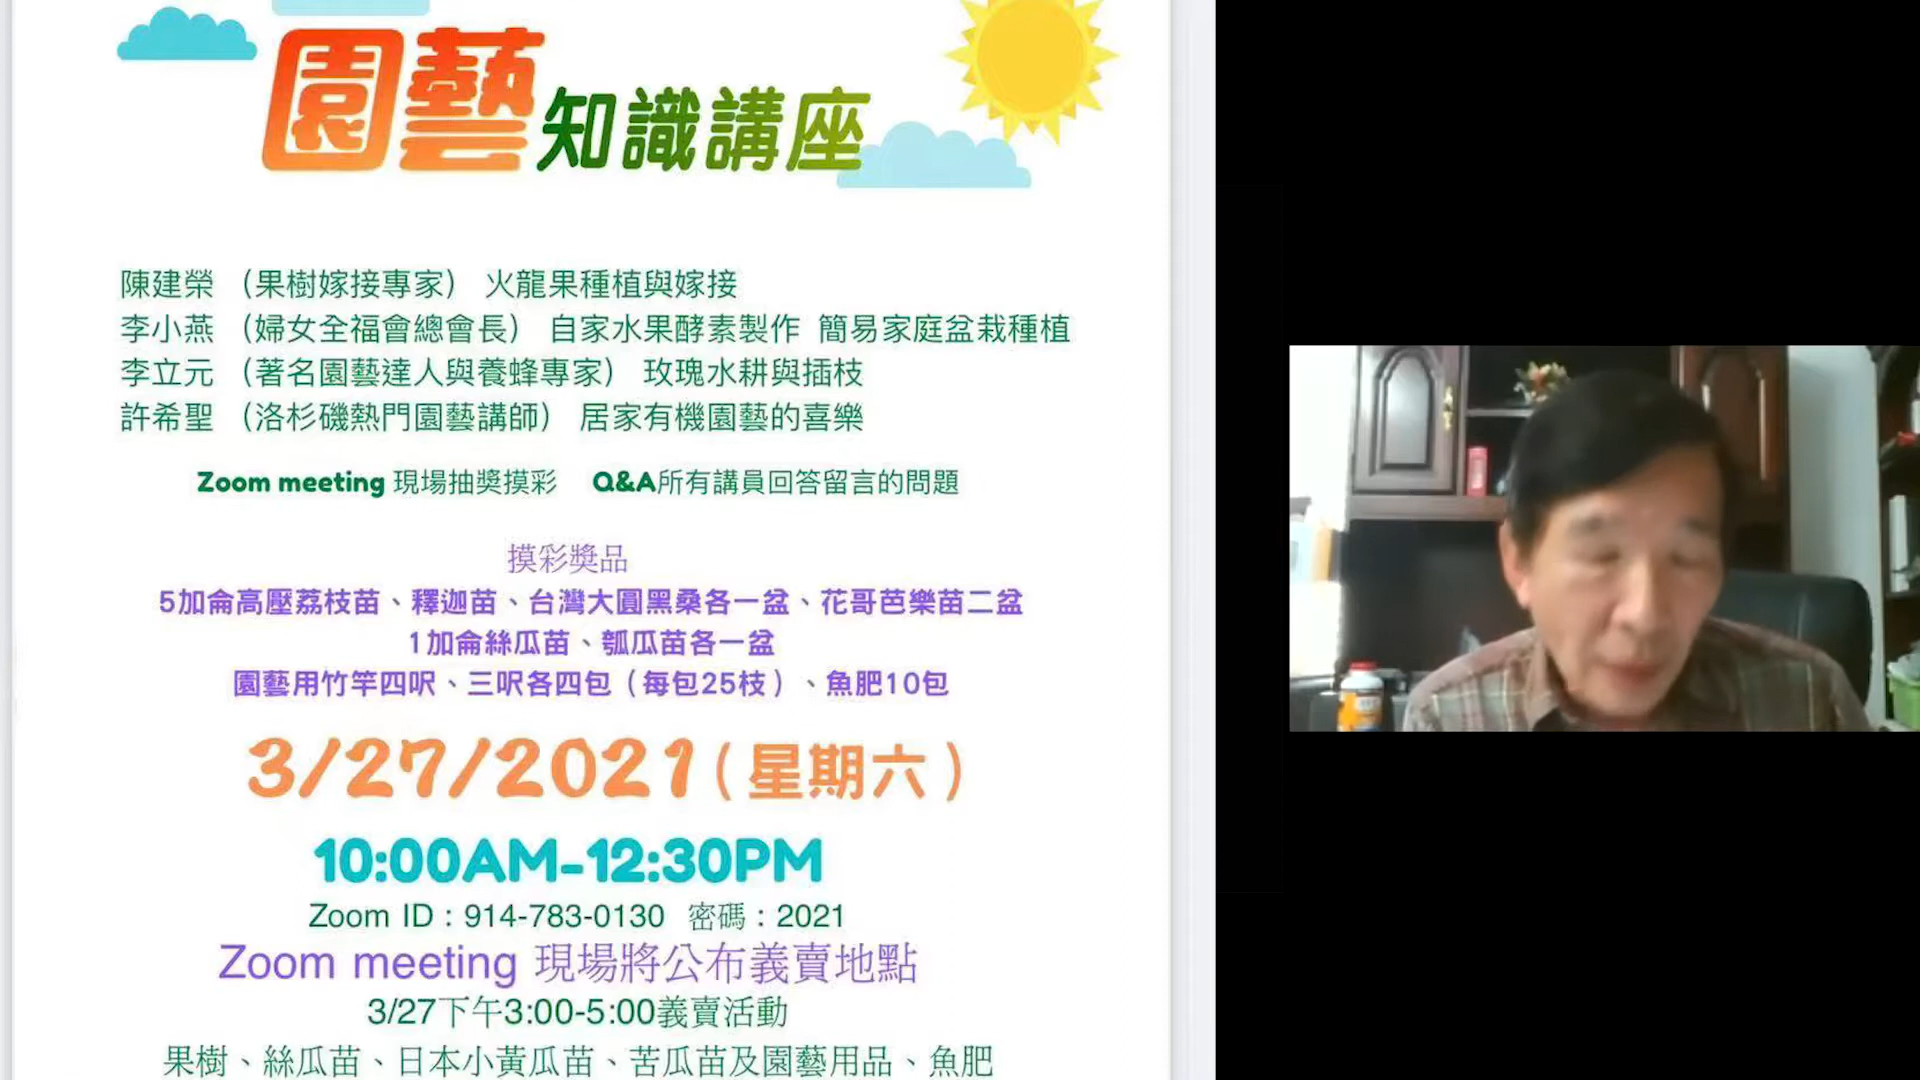 園藝知識講座
陳建榮 （果樹嫁接專家） 火龍果種植與嫁接
李小燕 （婦女全福會總會長） 自家水果酵素製作 簡易家庭盆栽種植
李立元 （著名園藝達人與養蜂專家） 玫瑰水耕與插枝
許希聖 （洛杉磯熱門園藝講師） 居家有機園藝的喜樂
Zoom meeting 現場抽獎摸彩 Q&A所有講員回答留言的問題
摸彩獎品
5加侖高壓荔枝苗、釋迦苗、台灣大圓黑桑各一盆、花哥芭樂苗二盆
1加侖絲瓜苗、瓠瓜苗各一盆
園藝用竹竿四呎、三呎各四包（每包25枝）、魚肥10包
3/27/2021（星期六）
10:00AM-12:30PM
Zoom ID：914-783-0130 密碼：2021
Zoom meeting 現場將公布義賣地點
3/27下午3:00-5:00義賣活動
果樹、絲瓜苗、日本小黃瓜苗、苦瓜苗及園藝用品、魚肥